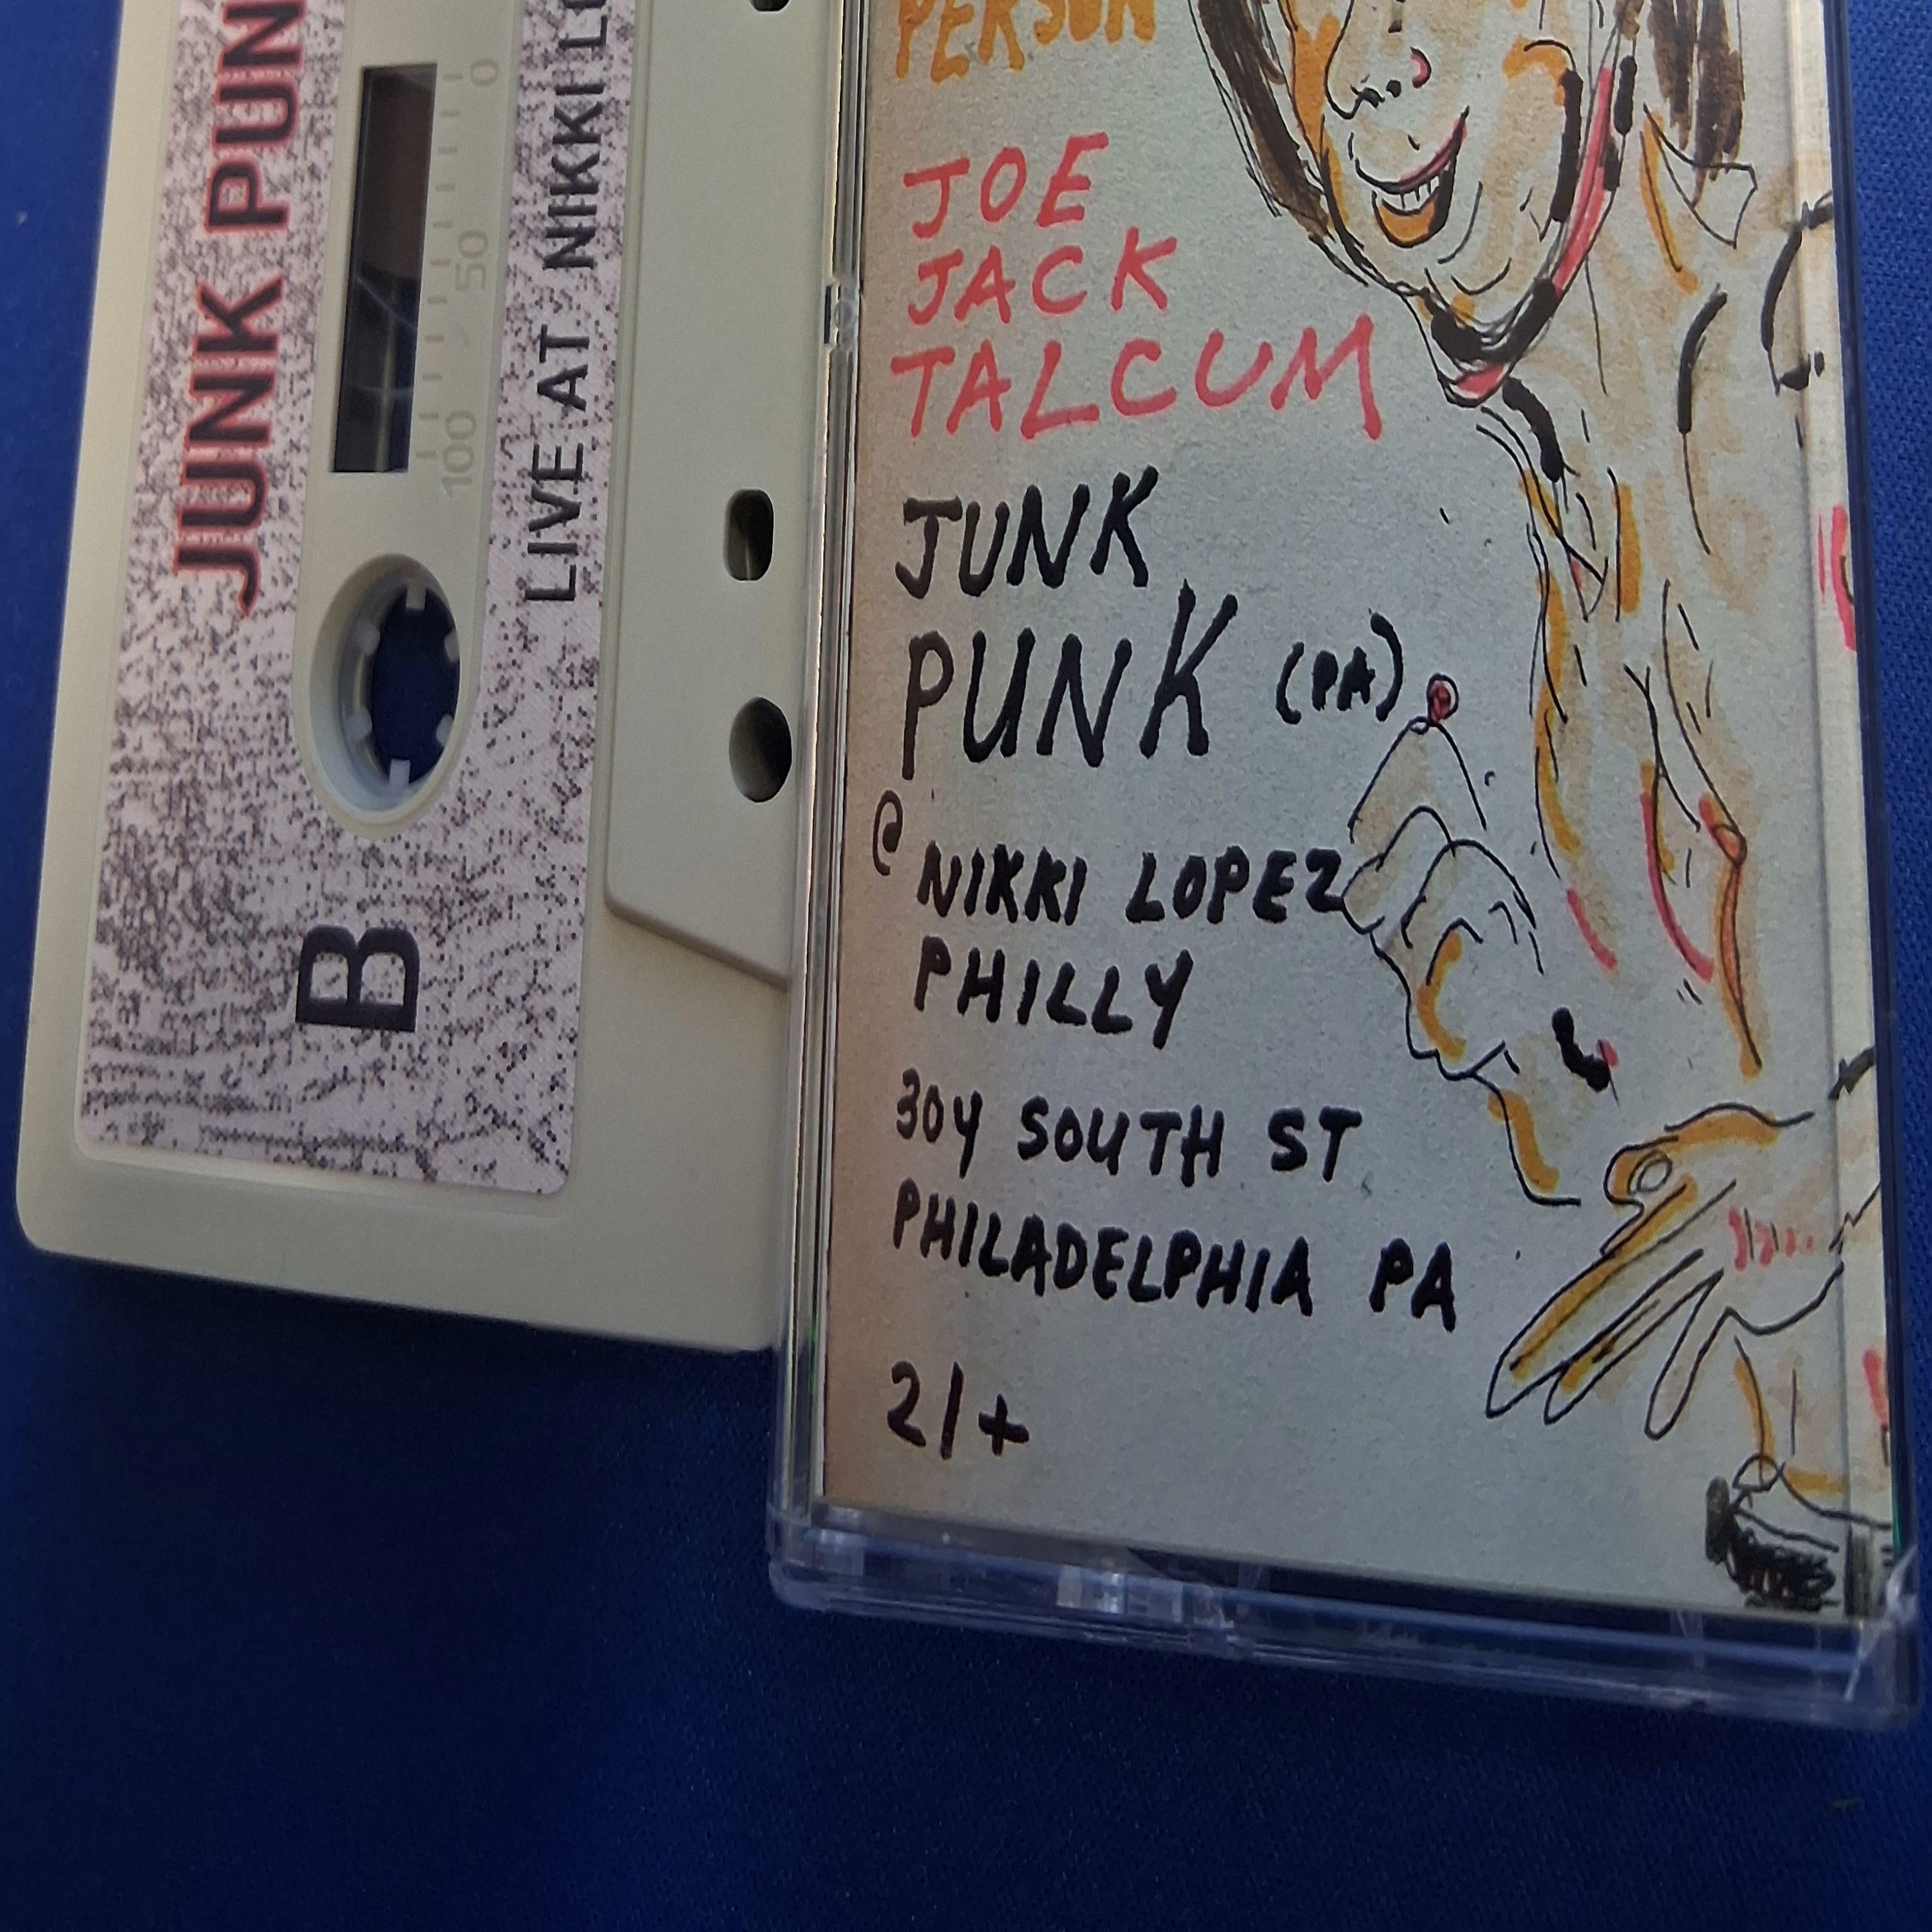 JUNK PUN
0
50
100
LIVE AT NIKKI LO
B
PERSON
JOE
JACK
TALCUM
JUNK
PUNK (PA)
@
NIKKI LOPEZ
PHILLY
304 SOUTH ST
PHILADELPHIA PA
21+